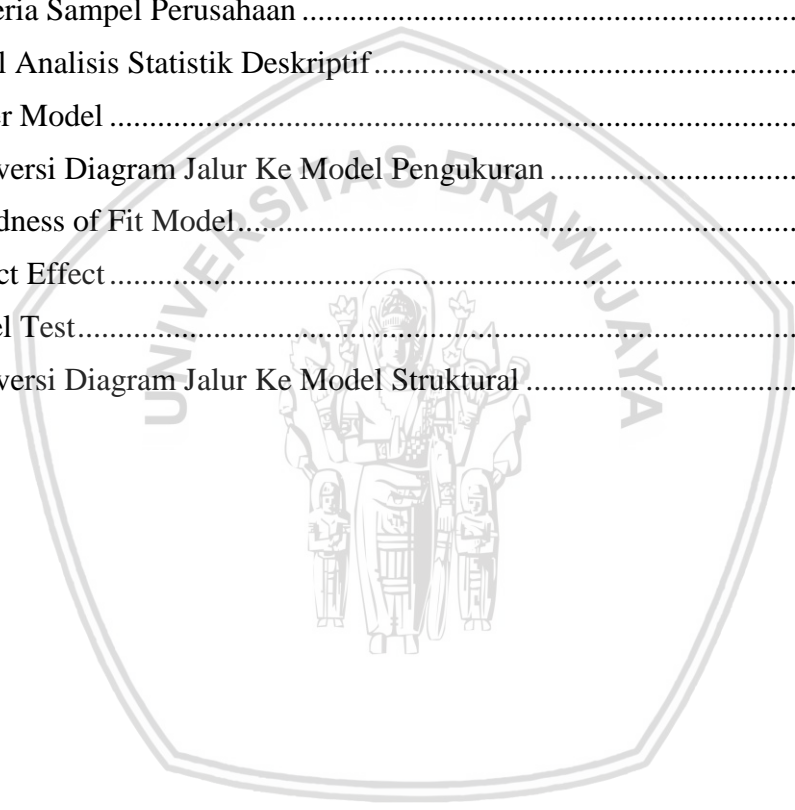 eria Sampel Perusahaan ............................................................
l Analisis Statistik Deskriptif ....................................................
er Model ....................................................................................
versi Diagram Jalur Ke Model Pengukuran ..............................
dness of Fit Model ......................................................................
ct Effect .....................................................................................
el Test .........................................................................................
versi Diagram Jalur Ke Model Struktural .................................
UNIVERSITAS BRAWIJAYA